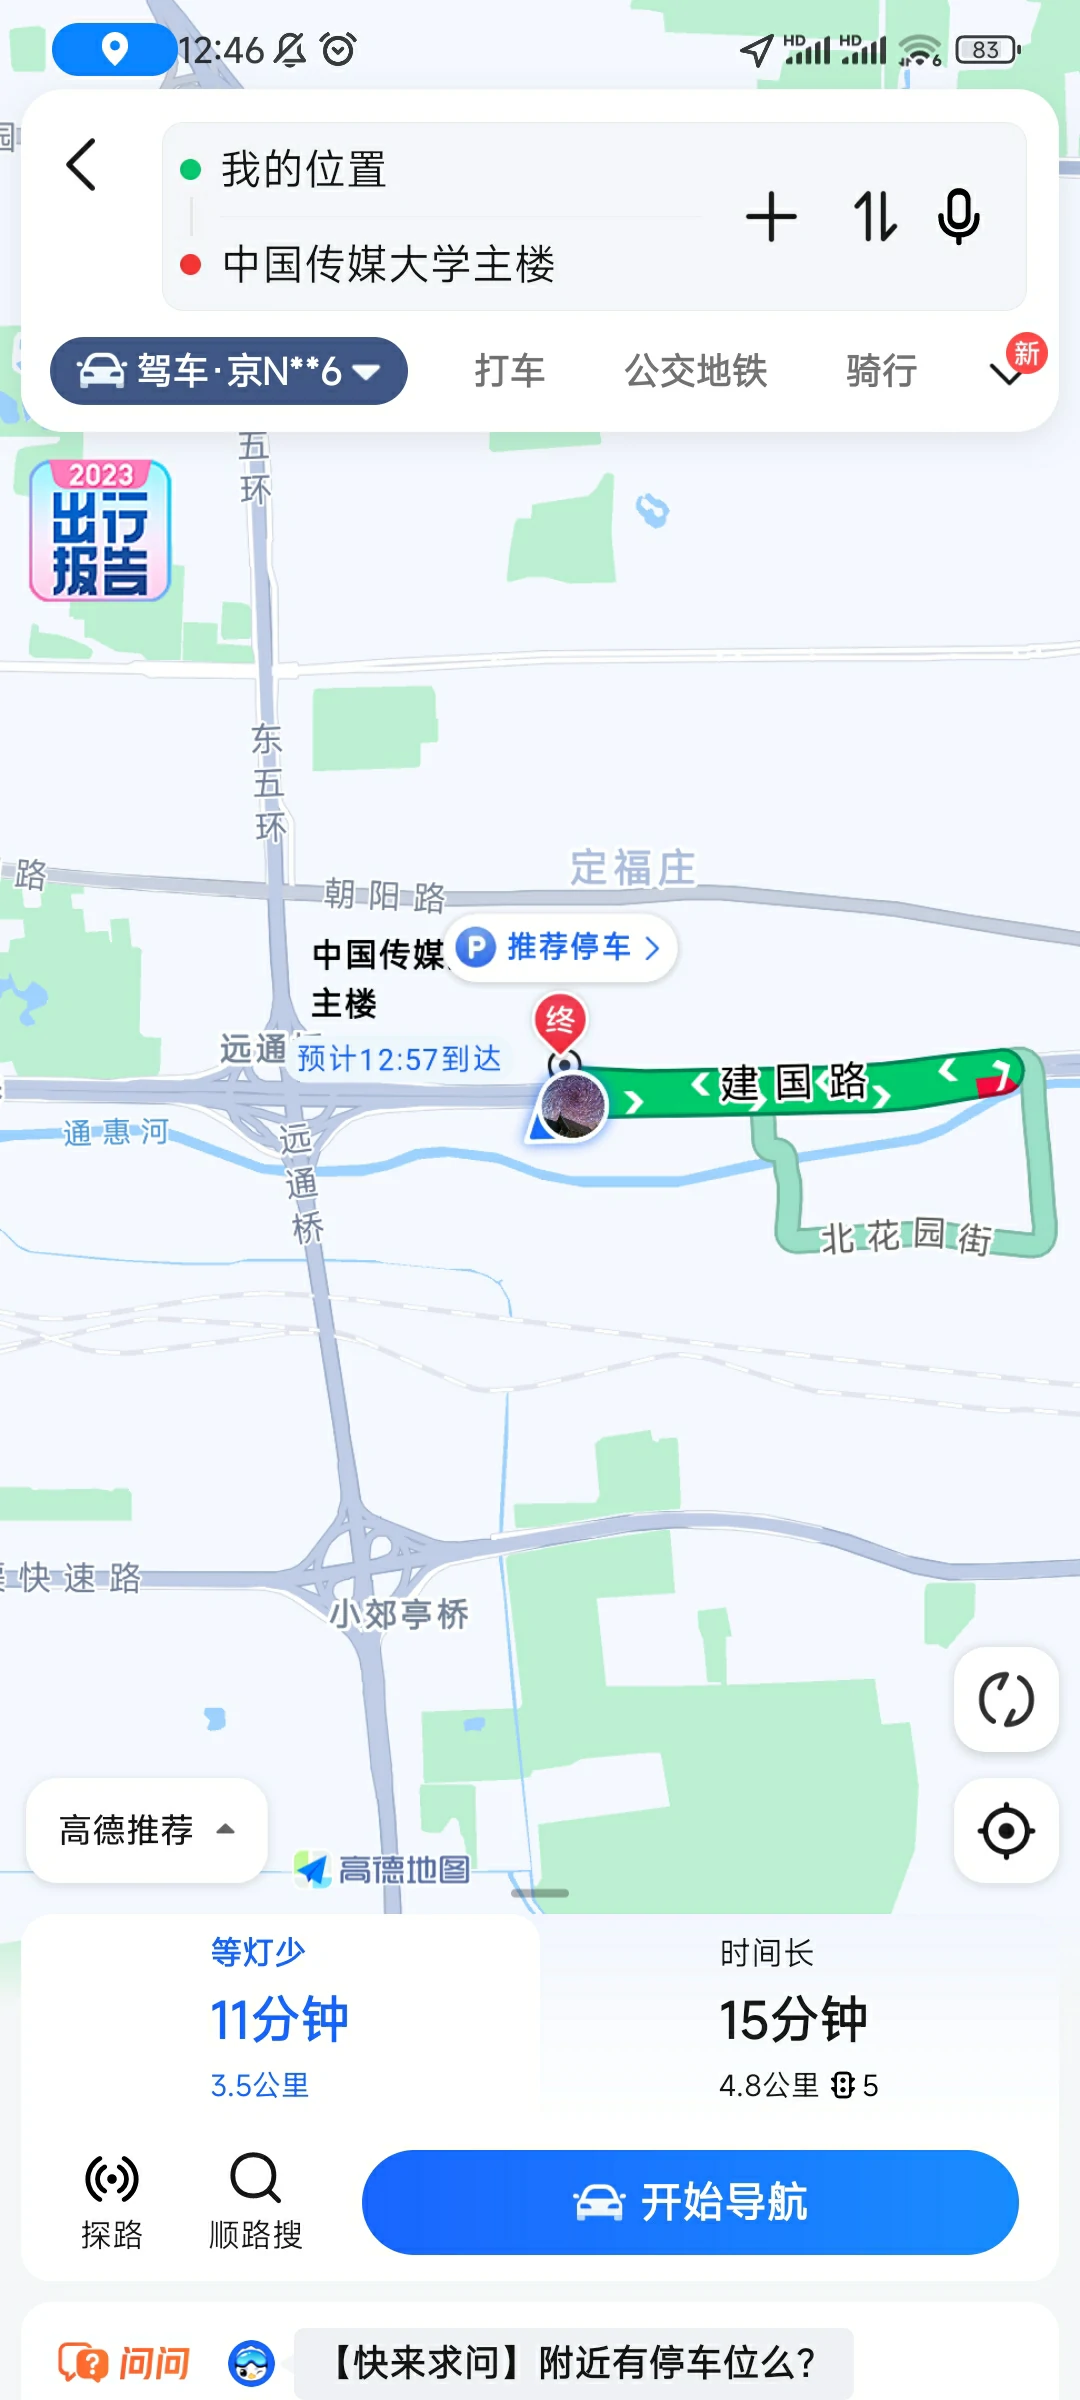 12:46
HD HD 6 83
我的位置
中国传媒大学主楼
驾车·京N**6
打车
公交地铁
骑行
新
五环
2023
出行
报告
东五环
路
朝阳路
定福庄
中国传媒
主楼
P 推荐停车
终
远通
预计12:57到达
建国路
通惠河
远通桥
北花园街
快速路
小郊亭桥
高德推荐
高德地图
等灯少
11分钟
3.5公里
时间长
15分钟
4.8公里 5
探路
顺路搜
开始导航
问问
【快来求问】附近有停车位么?